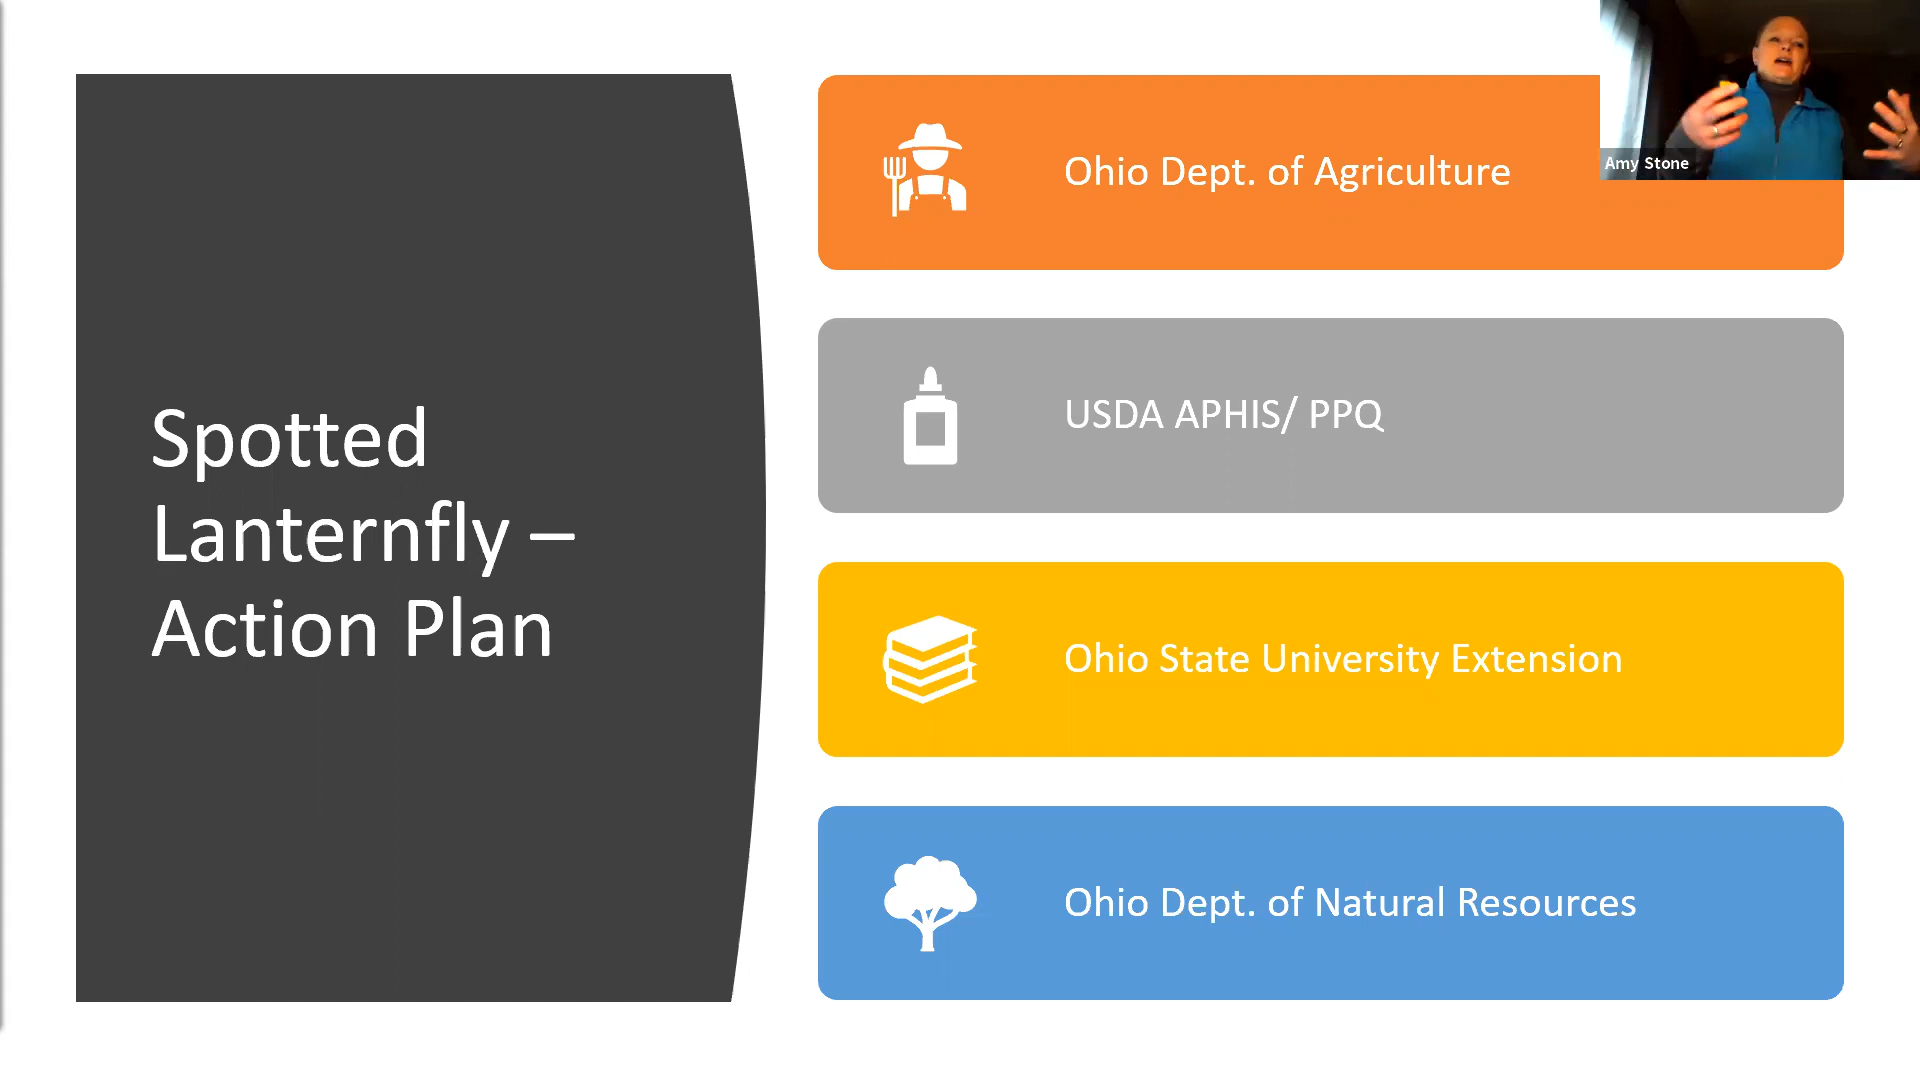 Spotted
Lanternfly –
Action Plan
Ohio Dept. of Agriculture
USDA APHIS/ PPQ
Ohio State University Extension
Ohio Dept. of Natural Resources
Amy Stone